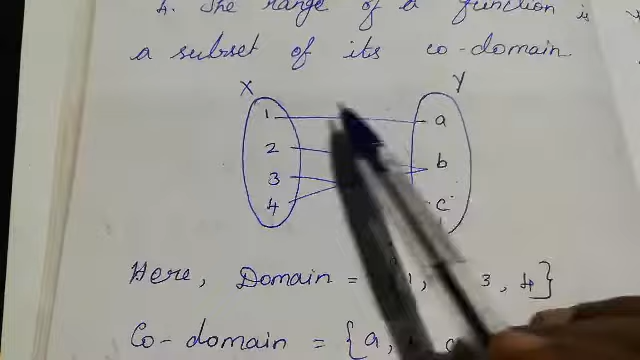 4. The range of a function is
a subset of its co-domain.
X Y
1 a
2 b
3 c
4
Here, Domain = 1, 3, 4}
Co-domain = {a,